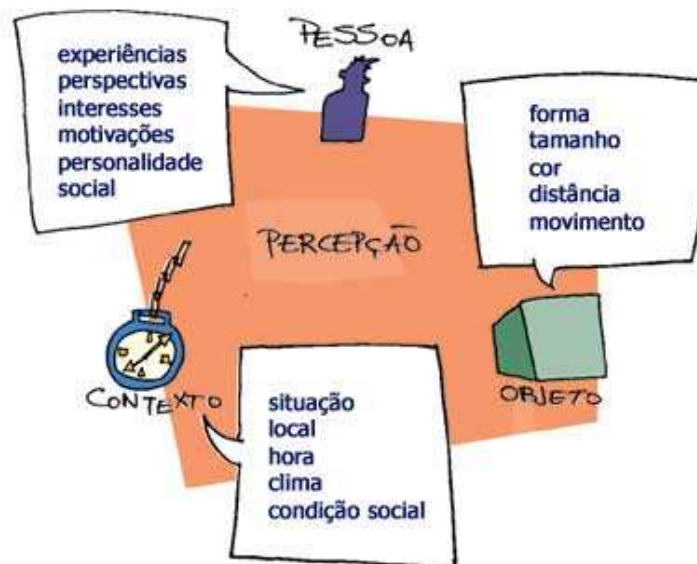 PESSOA
experiências
perspectivas
interesses
motivações
personalidade
social
forma
tamanho
cor
distância
movimento
PERCEPÇÃO
CONTEXTO
OBJETO
situação
local
hora
clima
condição social